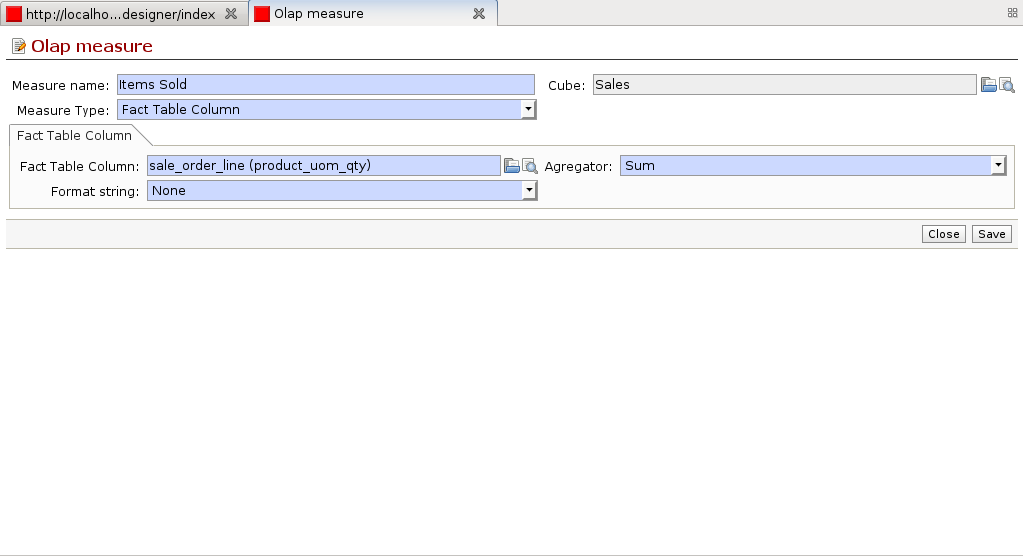 http://localho...designer/index
Olap measure
Olap measure
Measure name: Items Sold Cube: Sales
Measure Type: Fact Table Column
Fact Table Column
Fact Table Column: sale_order_line (product_uom_qty) Agregator: Sum
Format string: None
Close Save